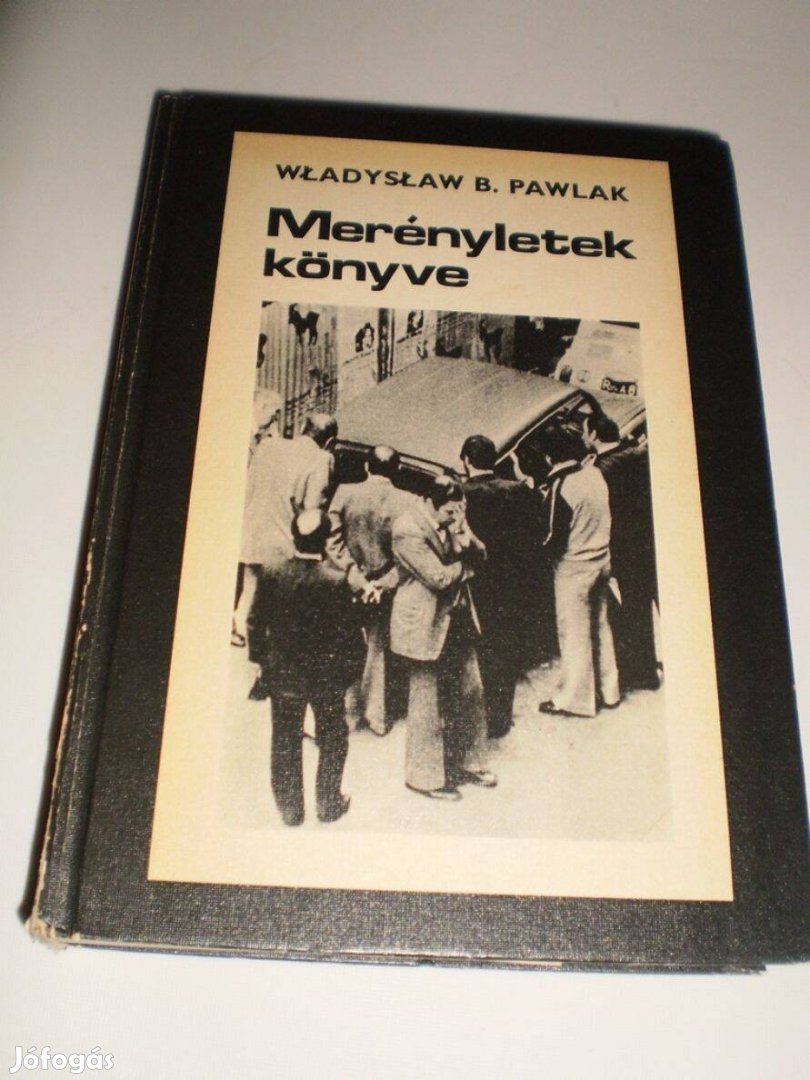 WŁADYSŁAW B. PAWLAK
Merényletek
könyve
Jófogás